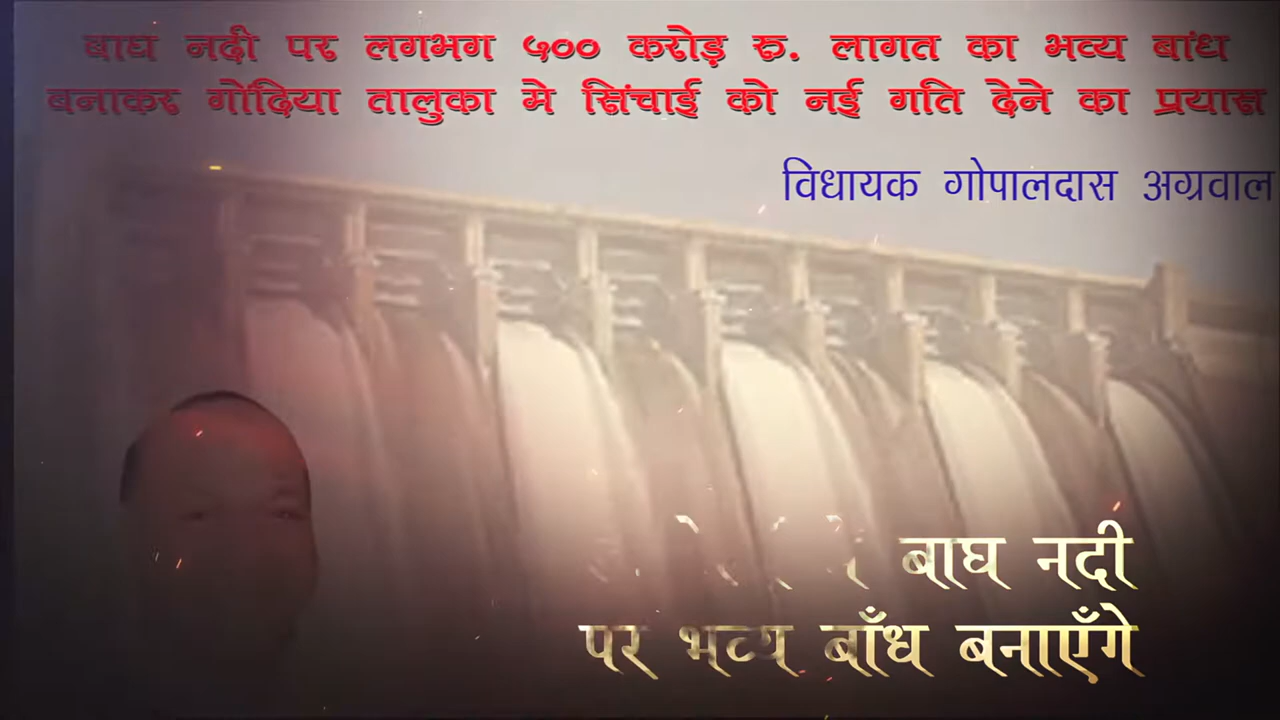 बाघ नदी पर लगभग ५०० करोड़ रु. लागत का भव्य बांध
बनाकर गोंदिया तालुका मे सिंचाई को नई गति देने का प्रयास
विधायक गोपालदास अग्रवाल
बाघ नदी
पर भव्य बाँध बनाएँगे